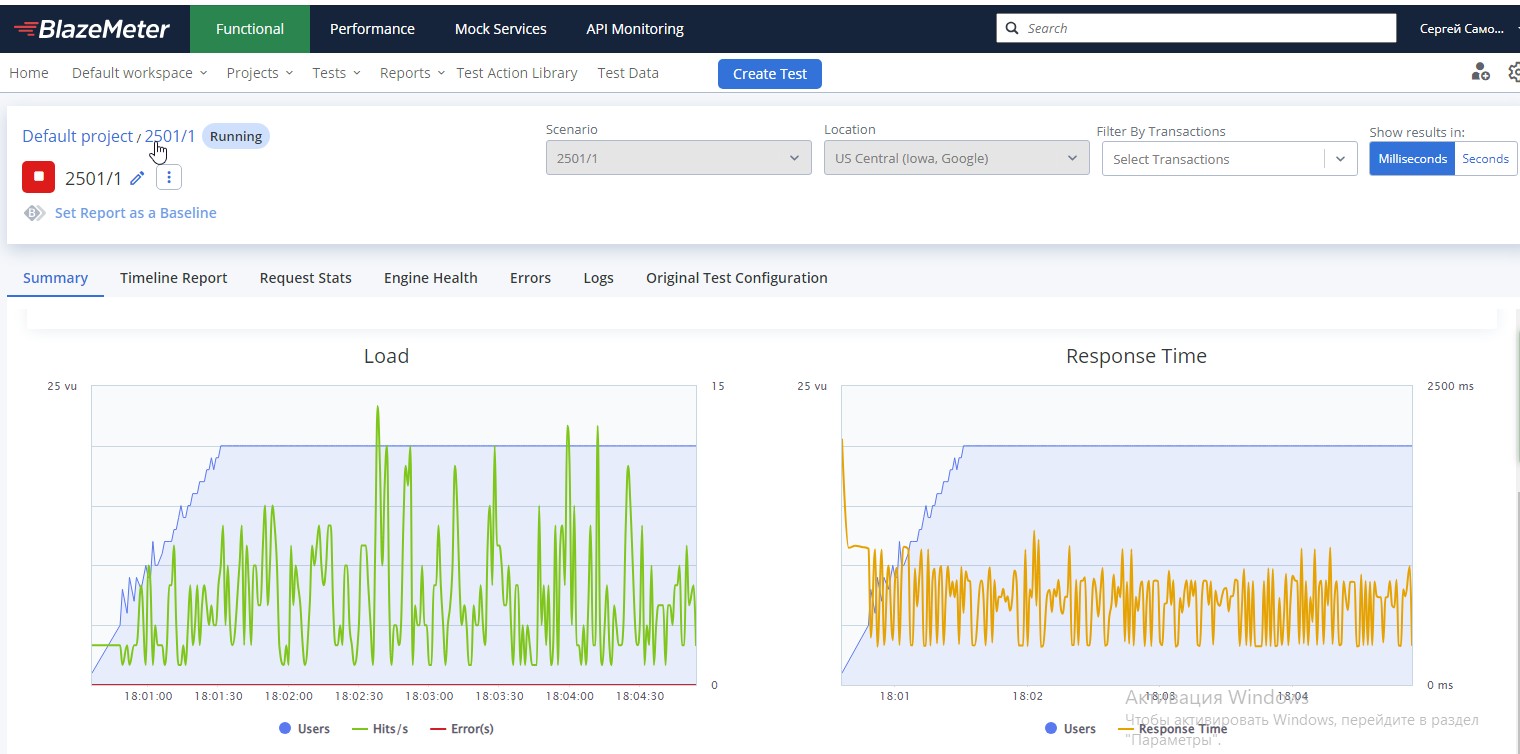 BlazeMeter Functional Performance Mock Services API Monitoring Search Сергей Само...
Home Default workspace Projects Tests Reports Test Action Library Test Data Create Test
Default project / 2501/1 Running
2501/1
Set Report as a Baseline
Scenario Location Filter By Transactions Show results in:
2501/1 US Central (Iowa, Google) Select Transactions Milliseconds Seconds
Summary Timeline Report Request Stats Engine Health Errors Logs Original Test Configuration
Load
25 vu 15
0
18:01:00 18:01:30 18:02:00 18:02:30 18:03:00 18:03:30 18:04:00 18:04:30
Users Hits/s Error(s)
Response Time
25 vu 2500 ms
0 ms
18:01 18:02 18:03 18:04
Users Response Time
Активация Windows
Чтобы активировать Windows, перейдите в раздел
"Параметры".